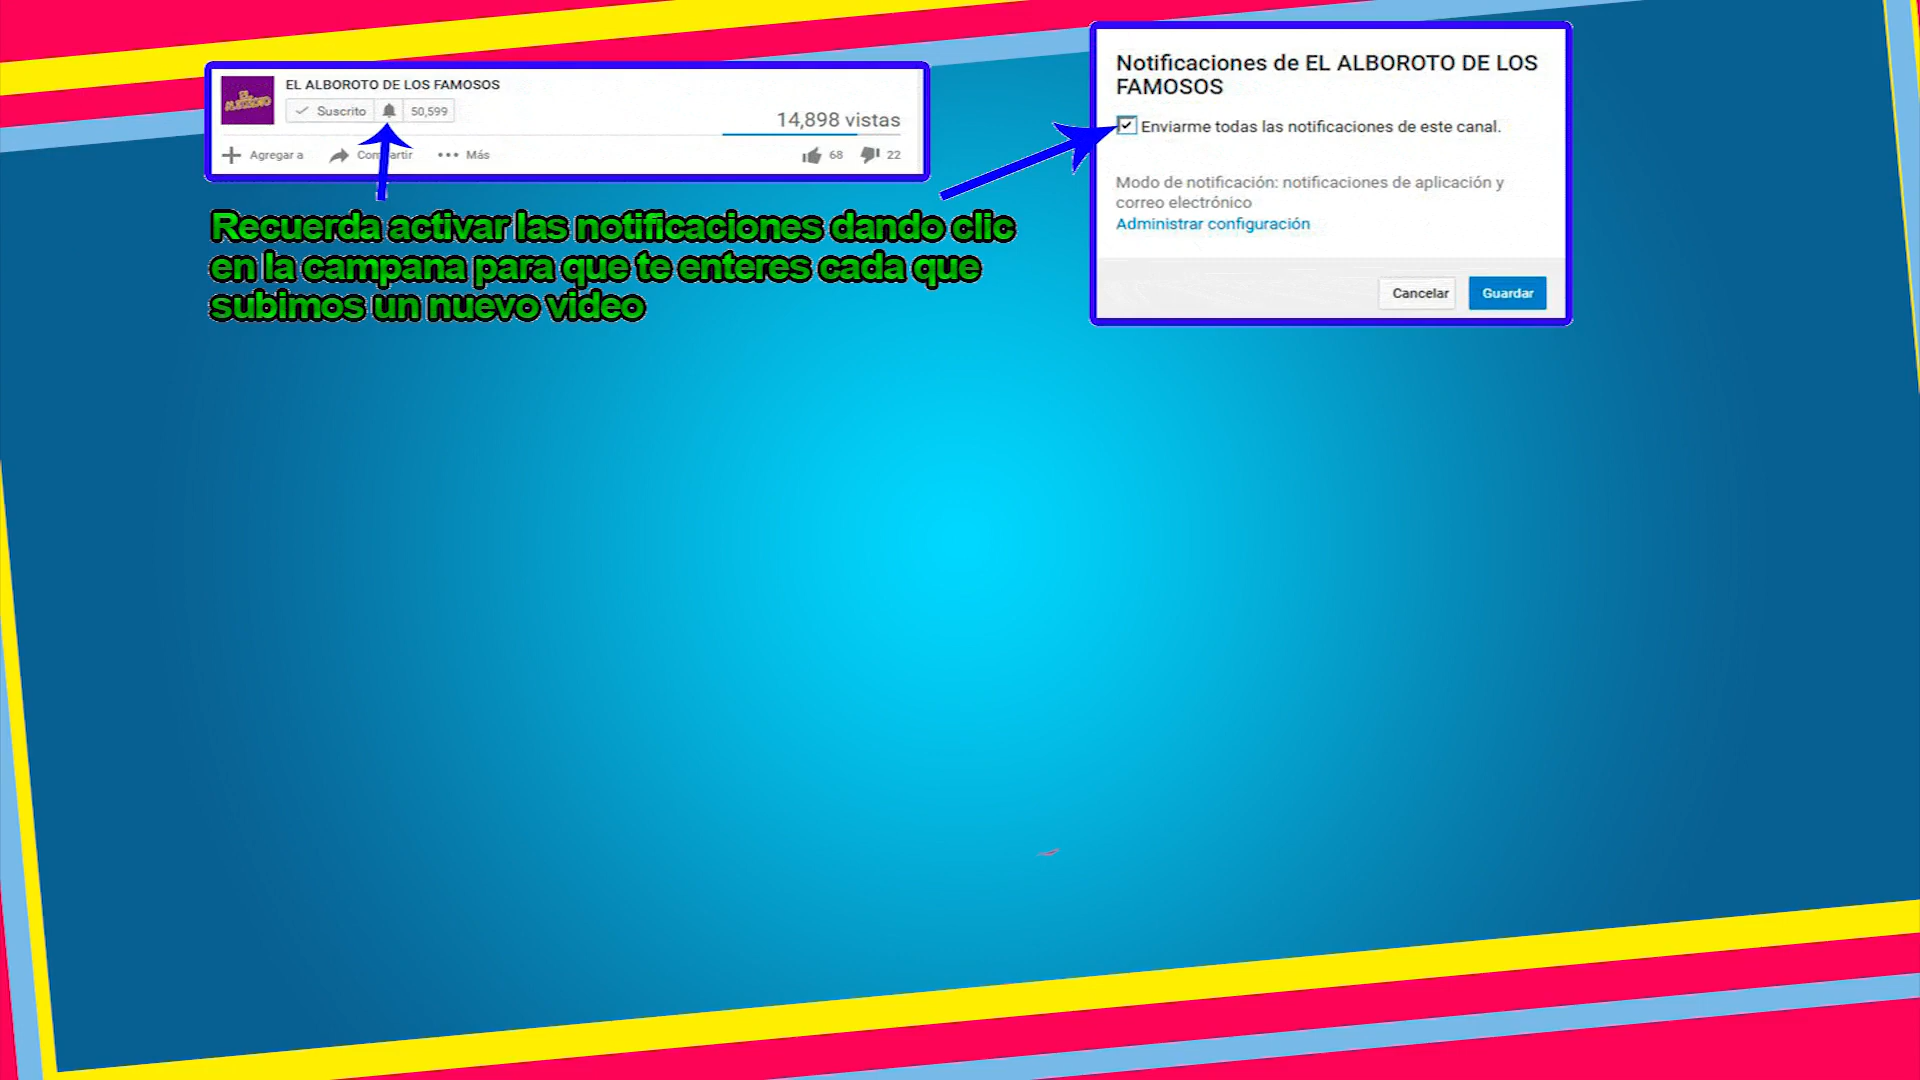 EL ALBOROTO DE LOS FAMOSOS
EL
ALBOROTO
Suscrito 50,599
14,898 vistas
Agregar a Compartir Más 68 22
Recuerda activar las notificaciones dando clic
en la campana para que te enteres cada que
subimos un nuevo video
Notificaciones de EL ALBOROTO DE LOS
FAMOSOS
Enviarme todas las notificaciones de este canal.
Modo de notificación: notificaciones de aplicación y
correo electrónico
Administrar configuración
Cancelar Guardar